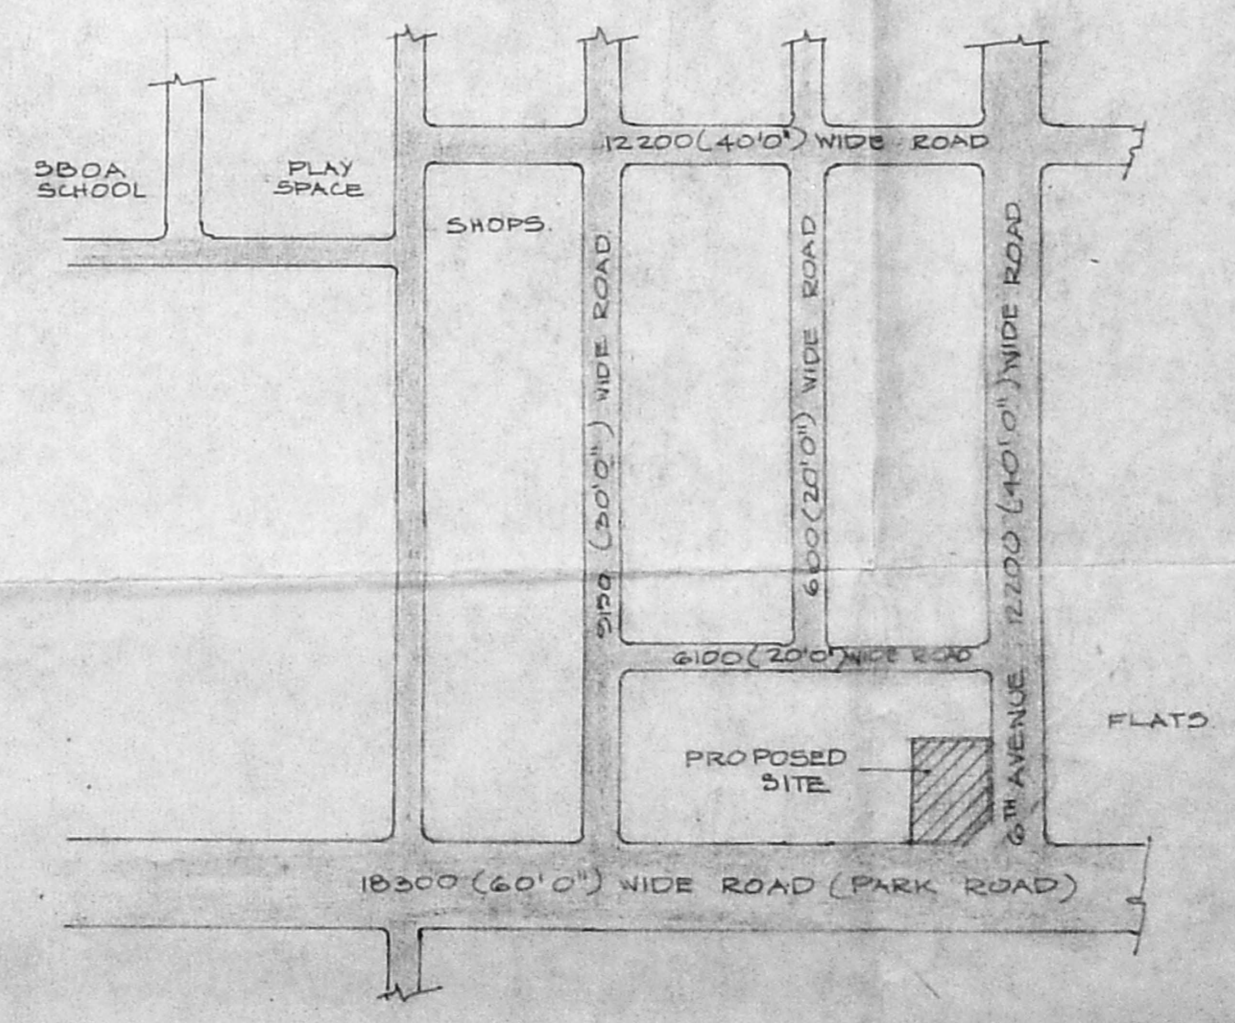 12200(40'0") WIDE ROAD
SBOA
SCHOOL
PLAY
SPACE
SHOPS.
9150 (30'0") WIDE ROAD
6100(20'0") WIDE ROAD
6TH AVENUE 12200 (40'0") WIDE ROAD
6100(20'0") WIDE ROAD
FLATS
PROPOSED
SITE
18300 (60'0") WIDE ROAD (PARK ROAD)